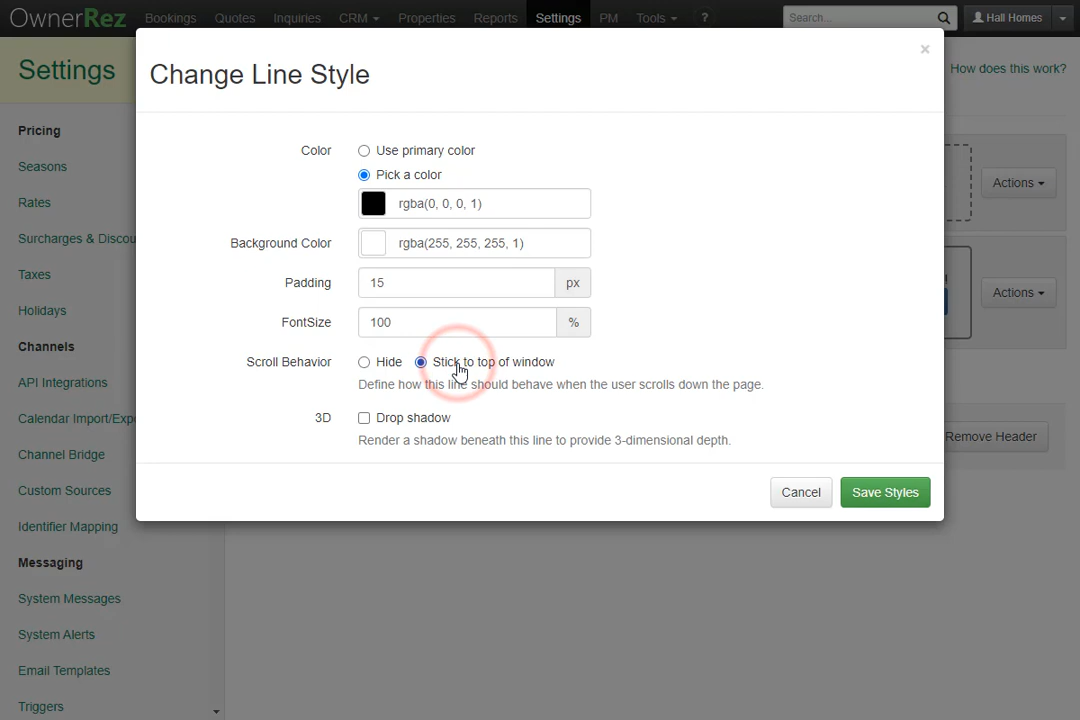 OwnerRez Bookings Quotes Inquiries CRM Properties Reports Settings PM Tools ? Search... Hall Homes
Settings
How does this work?
Change Line Style
×
Pricing
Seasons
Rates
Surcharges & Discou
Taxes
Holidays
Channels
API Integrations
Calendar Import/Expo
Channel Bridge
Custom Sources
Identifier Mapping
Messaging
System Messages
System Alerts
Email Templates
Triggers
Color
Use primary color
Pick a color
rgba(0, 0, 0, 1)
Background Color
rgba(255, 255, 255, 1)
Padding
15 px
FontSize
100 %
Scroll Behavior
Hide Stick to top of window
Define how this line should behave when the user scrolls down the page.
3D
Drop shadow
Render a shadow beneath this line to provide 3-dimensional depth.
Cancel Save Styles
Actions
Actions
Remove Header